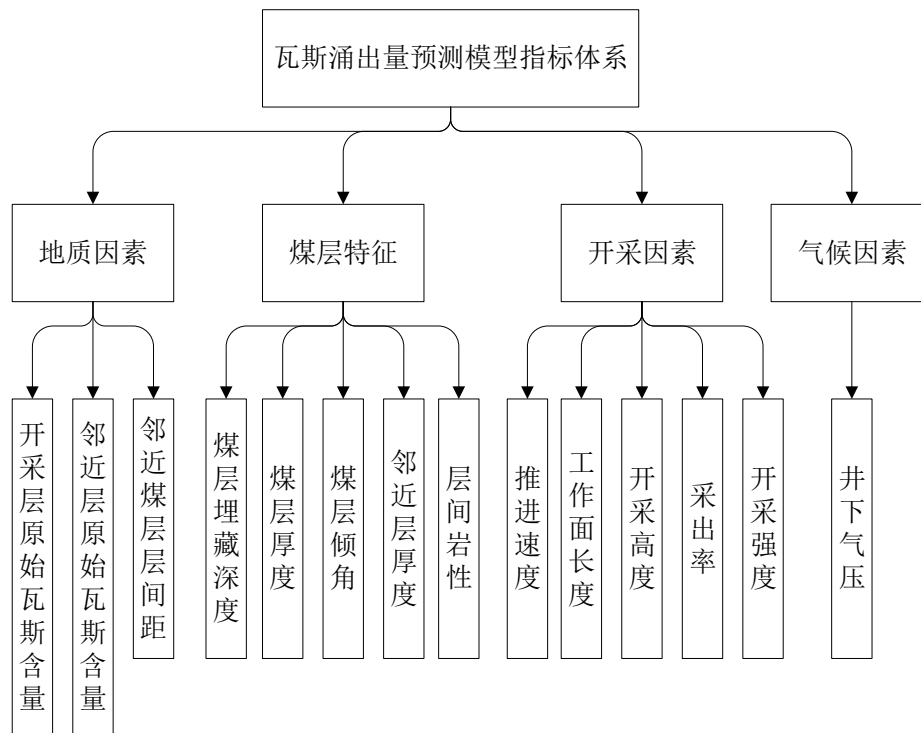 瓦斯涌出量预测模型指标体系
地质因素
煤层特征
开采因素
气候因素
开采层原始瓦斯含量
邻近层原始瓦斯含量
邻近煤层层间距
煤层埋藏深度
煤层厚度
煤层倾角
邻近层厚度
层间岩性
推进速度
工作面长度
开采高度
采出率
开采强度
井下气压